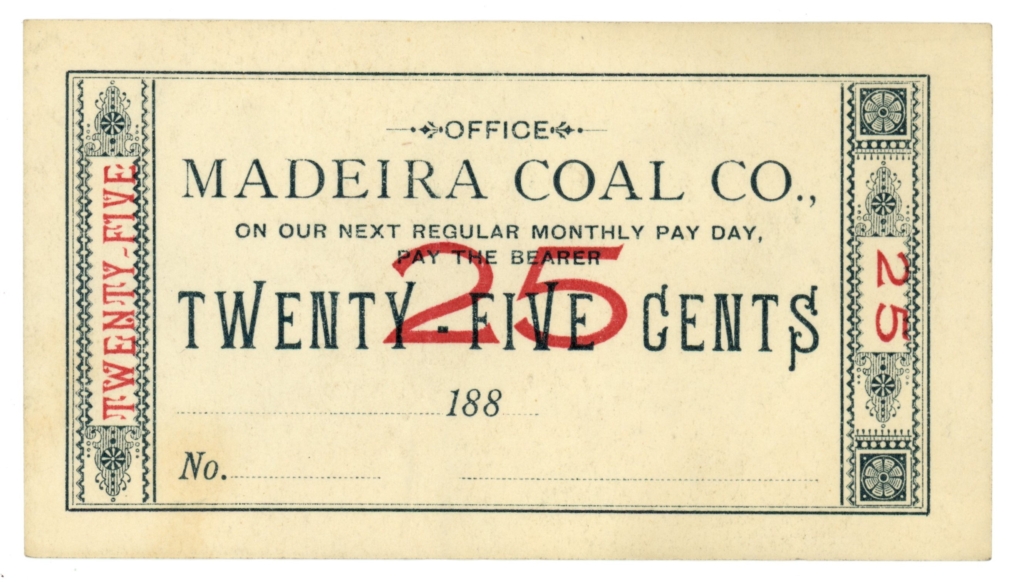 OFFICE
MADEIRA COAL CO.,
ON OUR NEXT REGULAR MONTHLY PAY DAY,
PAY THE BEARER
25
TWENTY-FIVE CENTS
188
No.
TWENTY-FIVE
25